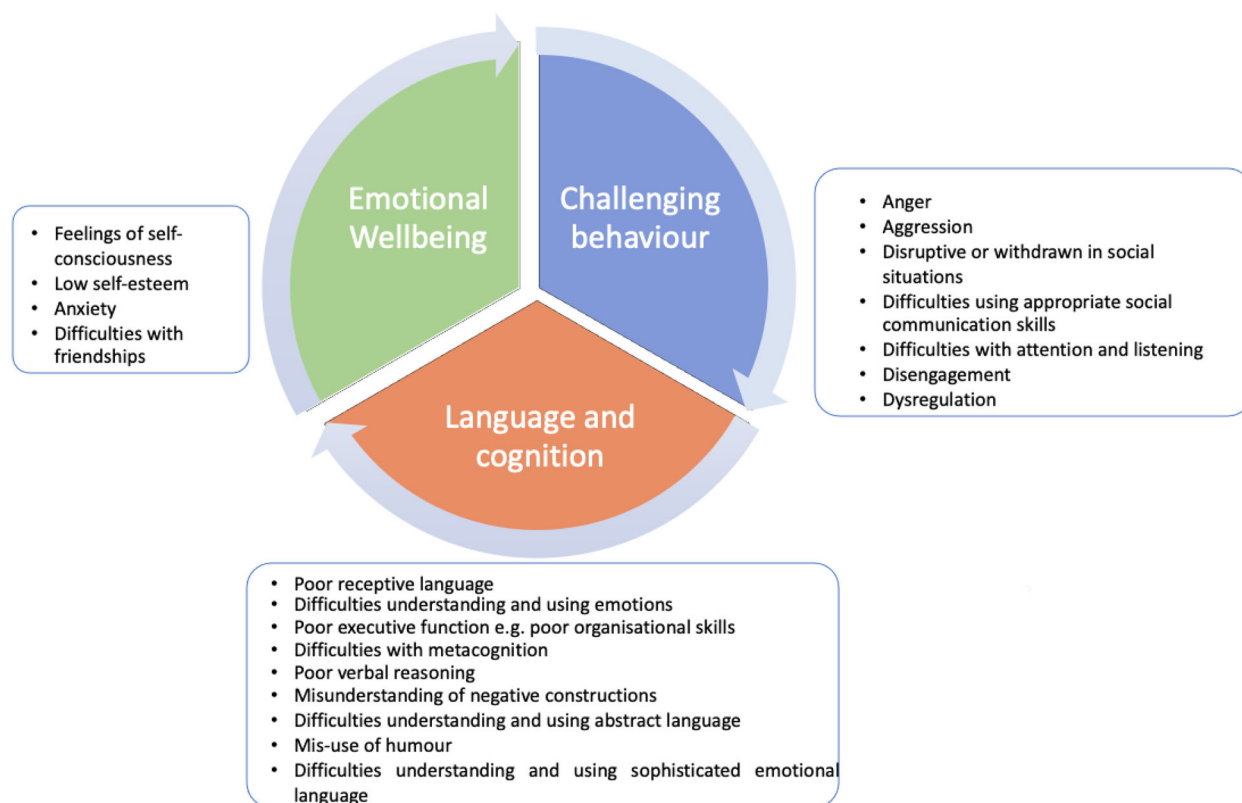 Emotional
Wellbeing
Challenging
behaviour
Language and
cognition
• Feelings of self-
consciousness
• Low self-esteem
• Anxiety
• Difficulties with
friendships
• Anger
• Aggression
• Disruptive or withdrawn in social
situations
• Difficulties using appropriate social
communication skills
• Difficulties with attention and listening
• Disengagement
• Dysregulation
• Poor receptive language
• Difficulties understanding and using emotions
• Poor executive function e.g. poor organisational skills
• Difficulties with metacognition
• Poor verbal reasoning
• Misunderstanding of negative constructions
• Difficulties understanding and using abstract language
• Mis-use of humour
• Difficulties understanding and using sophisticated emotional
language